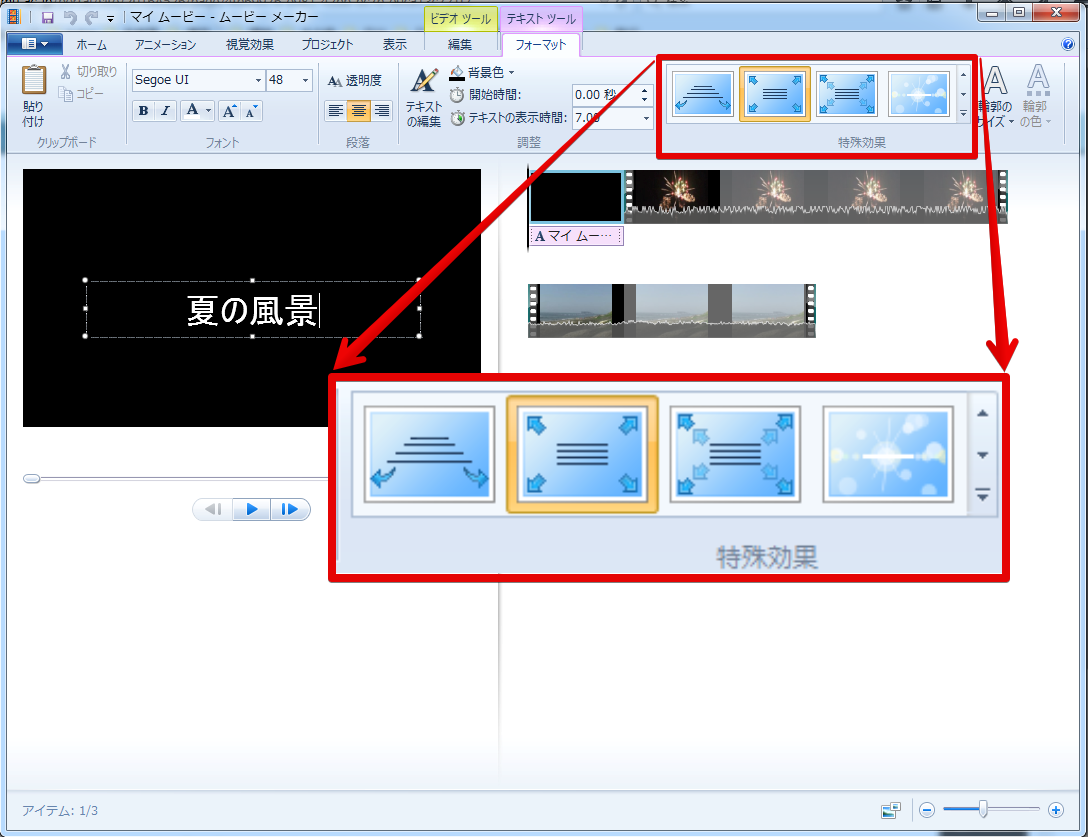 マイ ムービー - ムービー メーカー
ビデオ ツール
テキスト ツール
ホーム
アニメーション
視覚効果
プロジェクト
表示
編集
フォーマット
貼り
付け
切り取り
コピー
クリップボード
Segoe UI
48
B
I
A
A
A
フォント
AA 透明度
段落
テキスト
の編集
背景色
開始時間:
0.00 秒
テキストの表示時間:
7.00
調整
特殊効果
輪郭の
サイズ
輪郭
の色
夏の風景
A マイ ムー…
特殊効果
アイテム: 1/3